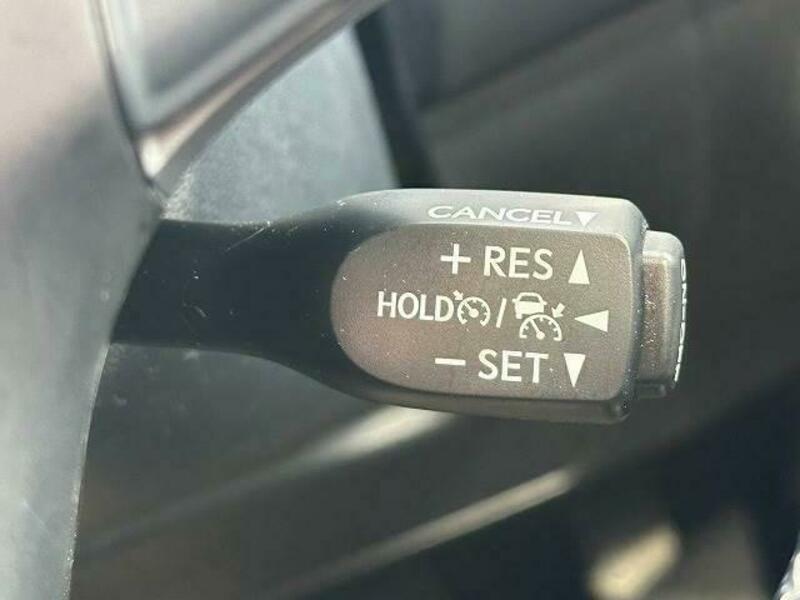 CANCEL▼
+ RES ▲
HOLD / ◀
− SET ▼